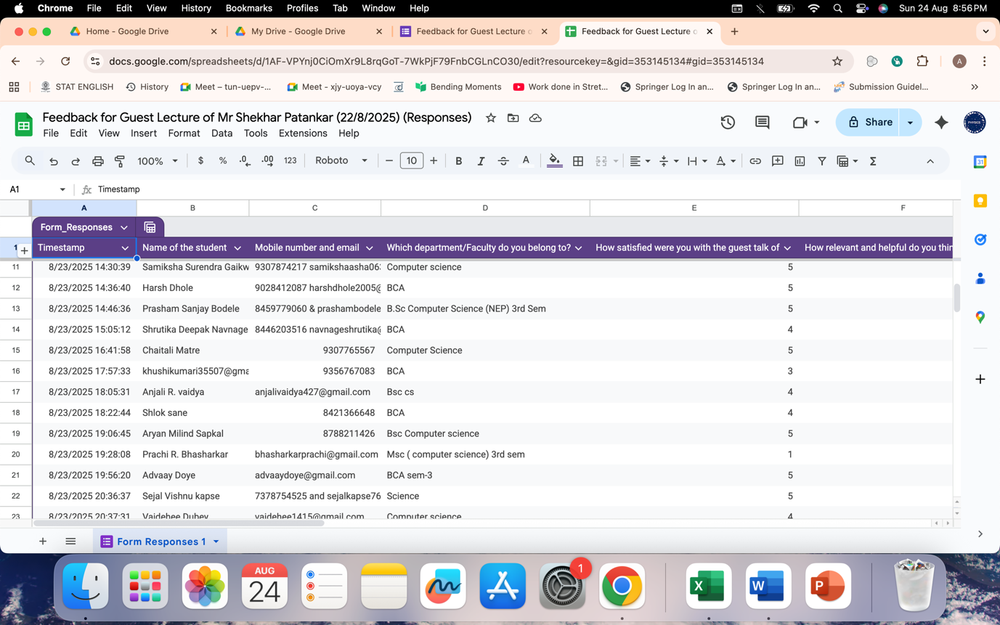 Chrome File Edit View History Bookmarks Profiles Tab Window Help Sun 24 Aug 8:56 PM
Home - Google Drive My Drive - Google Drive Feedback for Guest Lecture o Feedback for Guest Lecture o
docs.google.com/spreadsheets/d/1AF-VPYnj0CiOmXr9L8rqGoT-7WkPjF79FnbCGLnCO30/edit?resourcekey=&gid=353145134#gid=353145134 A
STAT ENGLISH History Meet – tun-uepv-... Meet - xjy-uoya-vcy Bending Moments Work done in Stret... Springer Log In an... Springer Log In an... Submission Guidel...
Feedback for Guest Lecture of Mr Shekhar Patankar (22/8/2025) (Responses)
Share
File Edit View Insert Format Data Tools Extensions Help
100% $ % .0 .00 123 Roboto 10 B I A
A1 fx Timestamp
A B C D E F
Form_Responses
1 Timestamp Name of the student Mobile number and email Which department/Faculty do you belong to? How satisfied were you with the guest talk of How relevant and helpful do you thin
11 8/23/2025 14:30:39 Samiksha Surendra Gaikw 9307874217 samikshaasha06 Computer science 5
12 8/23/2025 14:36:40 Harsh Dhole 9028412087 harshdhole2005@ BCA 5
13 8/23/2025 14:46:36 Prasham Sanjay Bodele 8459779060 & prashambodele B.Sc Computer Science (NEP) 3rd Sem 5
14 8/23/2025 15:05:12 Shrutika Deepak Navnage 8446203516 navnageshrutika@ BCA 4
15 8/23/2025 16:41:58 Chaitali Matre 9307765567 Computer Science 5
16 8/23/2025 17:57:33 khushikumari35507@gma 9356767083 BCA 3
17 8/23/2025 18:05:31 Anjali R. vaidya anjalivaidya427@gmail.com Bsc cs 4
18 8/23/2025 18:22:44 Shlok sane 8421366648 BCA 4
19 8/23/2025 19:06:45 Aryan Milind Sapkal 8788211426 Bsc Computer science 5
20 8/23/2025 19:28:08 Prachi R. Bhasharkar bhasharkarprachi@gmail.com Msc ( computer science) 3rd sem 1
21 8/23/2025 19:56:20 Advaay Doye advaaydoye@gmail.com BCA sem-3 5
22 8/23/2025 20:36:37 Sejal Vishnu kapse 7378754525 and sejalkapse76 Science 5
23 8/23/2025 20:37:31 Vaidehee Dubey vaidehee1415@gmail.com Computer science 4
Form Responses 1
AUG
24
1
X W P